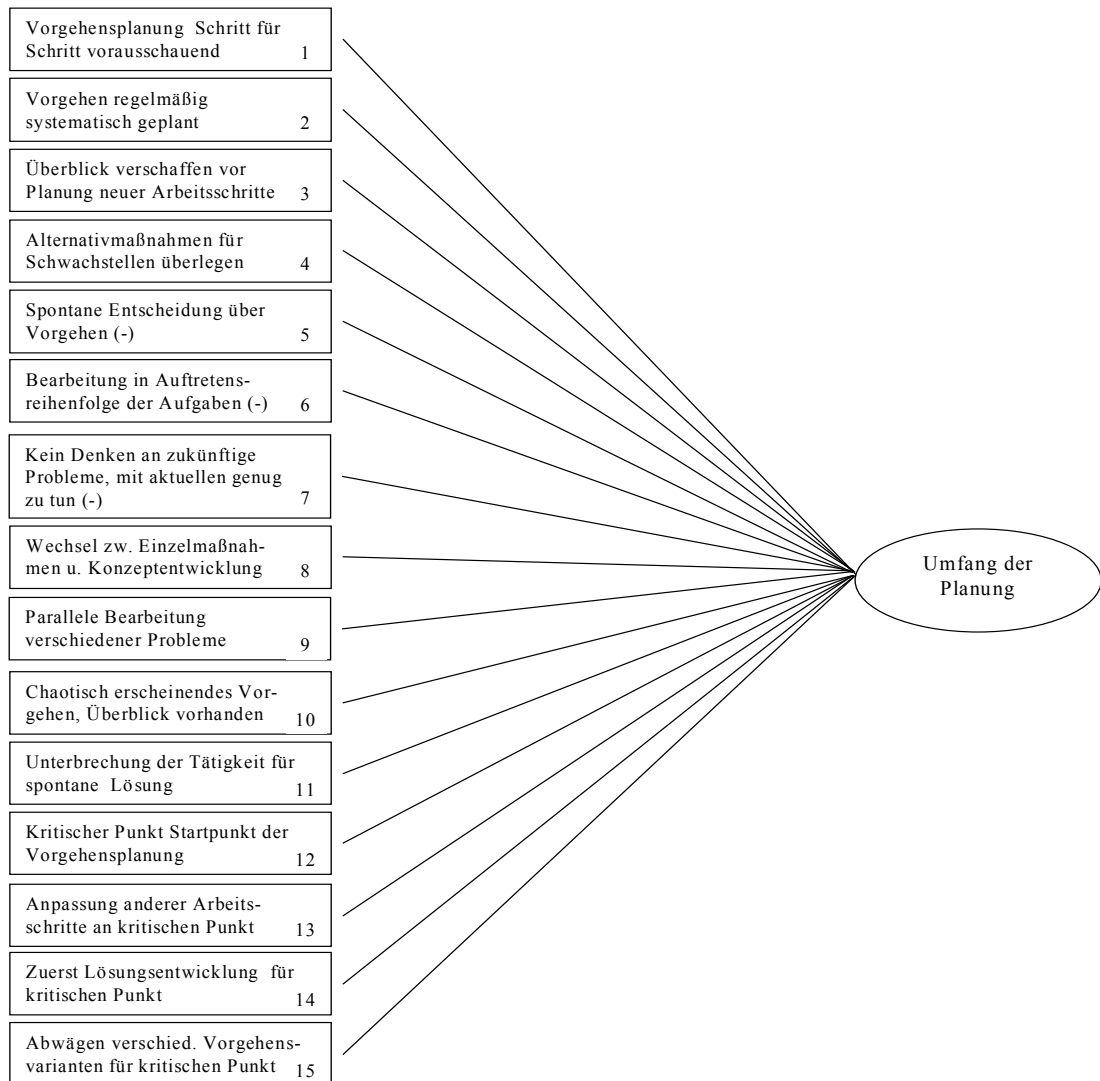 Vorgehensplanung Schritt für
Schritt vorausschauend 1
Vorgehen regelmäßig
systematisch geplant 2
Überblick verschaffen vor
Planung neuer Arbeitsschritte 3
Alternativmaßnahmen für
Schwachstellen überlegen 4
Spontane Entscheidung über
Vorgehen (-) 5
Bearbeitung in Auftretens-
reihenfolge der Aufgaben (-) 6
Kein Denken an zukünftige
Probleme, mit aktuellen genug
zu tun (-) 7
Wechsel zw. Einzelmaßnah-
men u. Konzeptentwicklung 8
Parallele Bearbeitung
verschiedener Probleme 9
Chaotisch erscheinendes Vor-
gehen, Überblick vorhanden 10
Unterbrechung der Tätigkeit für
spontane Lösung 11
Kritischer Punkt Startpunkt der
Vorgehensplanung 12
Anpassung anderer Arbeits-
schritte an kritischen Punkt 13
Zuerst Lösungsentwicklung für
kritischen Punkt 14
Abwägen verschied. Vorgehens-
varianten für kritischen Punkt 15
Umfang der
Planung